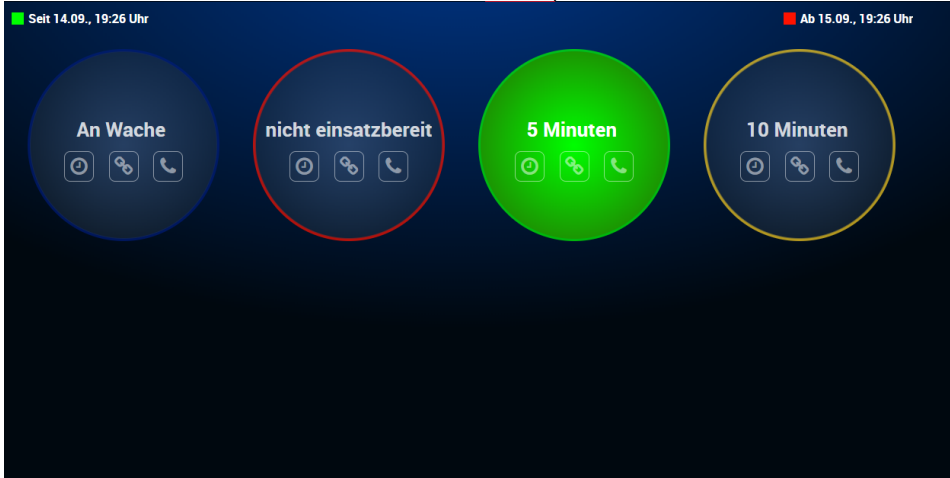 Seit 14.09., 19:26 Uhr
Ab 15.09., 19:26 Uhr
An Wache
nicht einsatzbereit
5 Minuten
10 Minuten